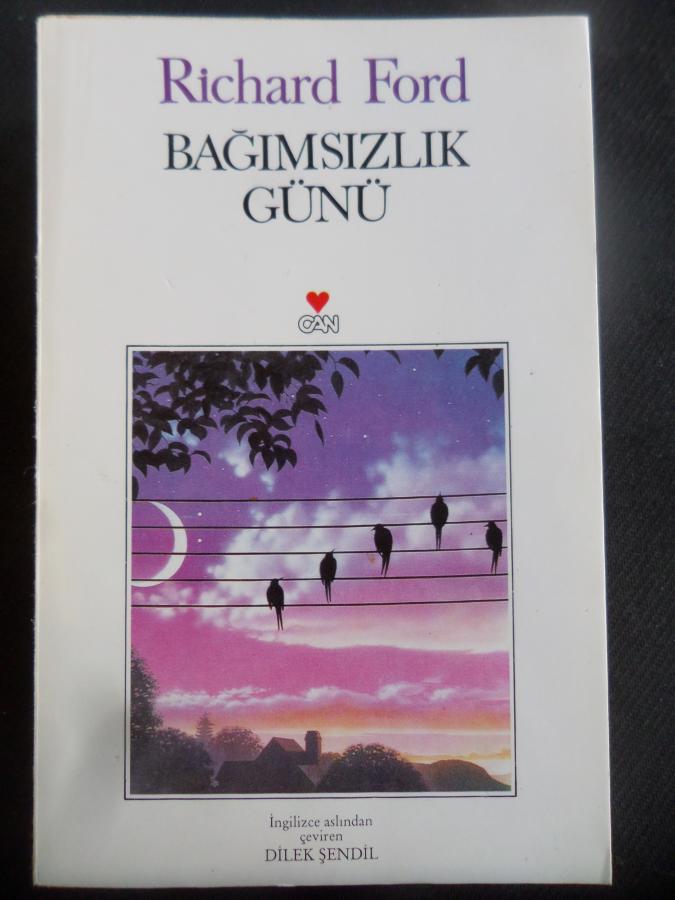 Richard Ford
BAĞIMSIZLIK
GÜNÜ
CAN
İngilizce aslından
çeviren
DİLEK ŞENDİL